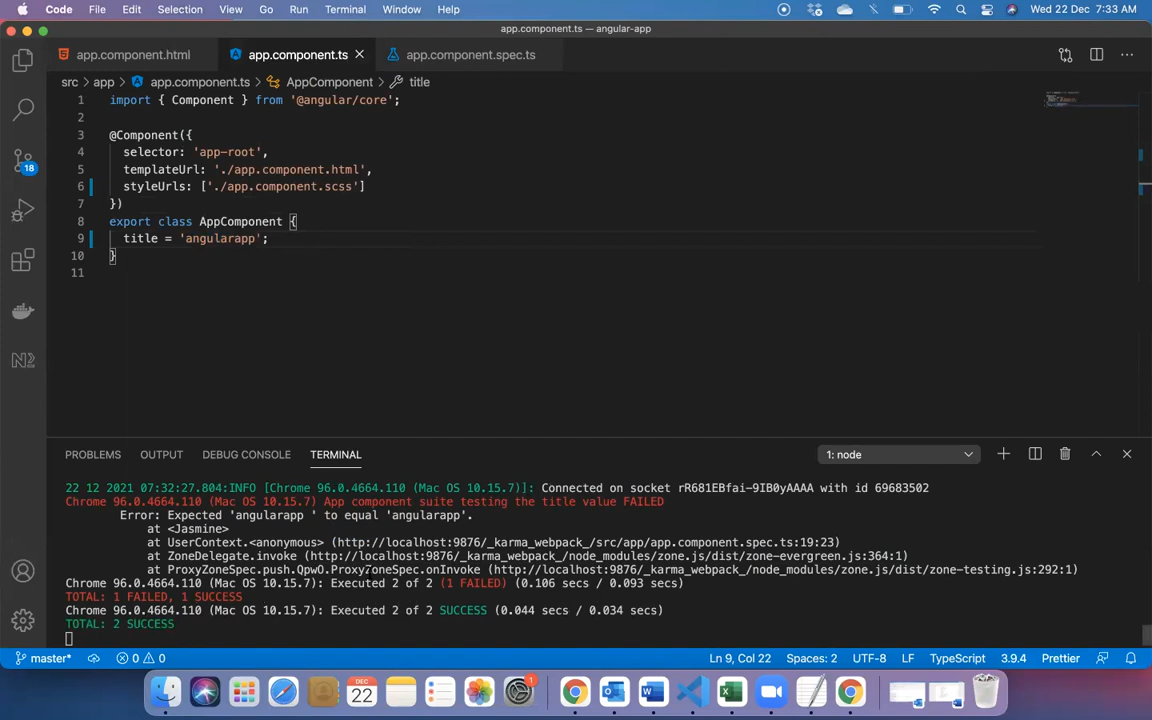 Code File Edit Selection View Go Run Terminal Window Help Wed 22 Dec 7:33 AM
app.component.ts — angular-app
app.component.html app.component.ts app.component.spec.ts
src > app > app.component.ts > AppComponent > title
1 import { Component } from '@angular/core';
2
3 @Component({
4 selector: 'app-root',
5 templateUrl: './app.component.html',
6 styleUrls: ['./app.component.scss']
7 })
8 export class AppComponent {
9 title = 'angularapp';
10 }
11
18
PROBLEMS OUTPUT DEBUG CONSOLE TERMINAL 1: node
22 12 2021 07:32:27.804:INFO [Chrome 96.0.4664.110 (Mac OS 10.15.7)]: Connected on socket rR681EBfai-9IB0yAAAA with id 69683502
Chrome 96.0.4664.110 (Mac OS 10.15.7) App component suite testing the title value FAILED
Error: Expected 'angularapp ' to equal 'angularapp'.
at <Jasmine>
at UserContext.<anonymous> (http://localhost:9876/_karma_webpack_/src/app/app.component.spec.ts:19:23)
at ZoneDelegate.invoke (http://localhost:9876/_karma_webpack_/node_modules/zone.js/dist/zone-evergreen.js:364:1)
at ProxyZoneSpec.push.QpwO.ProxyZoneSpec.onInvoke (http://localhost:9876/_karma_webpack_/node_modules/zone.js/dist/zone-testing.js:292:1)
Chrome 96.0.4664.110 (Mac OS 10.15.7): Executed 2 of 2 (1 FAILED) (0.106 secs / 0.093 secs)
TOTAL: 1 FAILED, 1 SUCCESS
Chrome 96.0.4664.110 (Mac OS 10.15.7): Executed 2 of 2 SUCCESS (0.044 secs / 0.034 secs)
TOTAL: 2 SUCCESS
master* 0 0 Ln 9, Col 22 Spaces: 2 UTF-8 LF TypeScript 3.9.4 Prettier
DEC
22
1